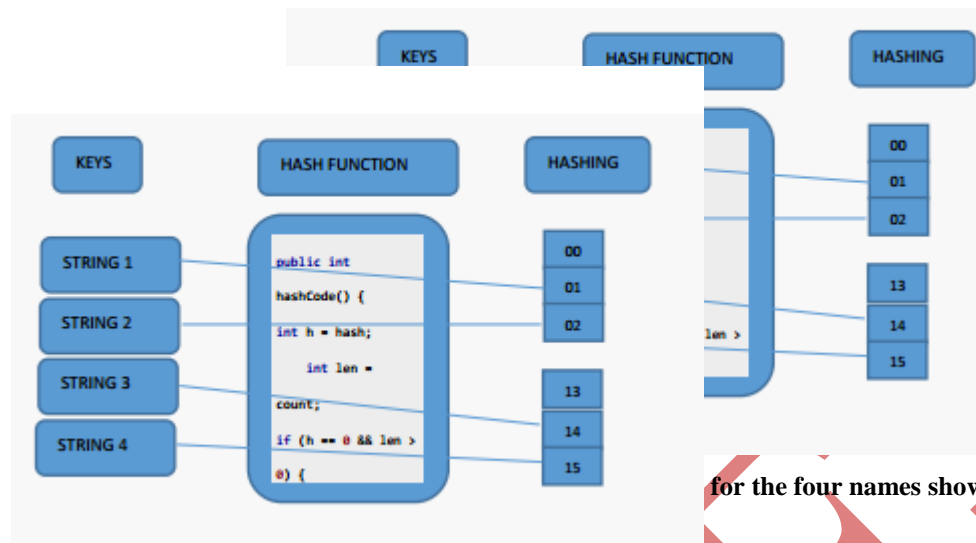 KEYS HASH FUNCTION HASHING
00
01
02
13
len > 14
15
KEYS HASH FUNCTION HASHING
STRING 1
STRING 2
STRING 3
STRING 4
public int
hashCode() {
int h = hash;
int len =
count;
if (h == 0 && len >
0) {
00
01
02
13
14
15
for the four names show